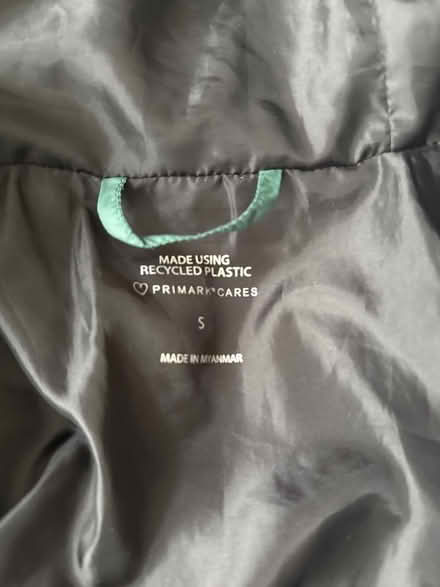 MADE USING
RECYCLED PLASTIC
PRIMARK CARES
S
MADE IN MYANMAR